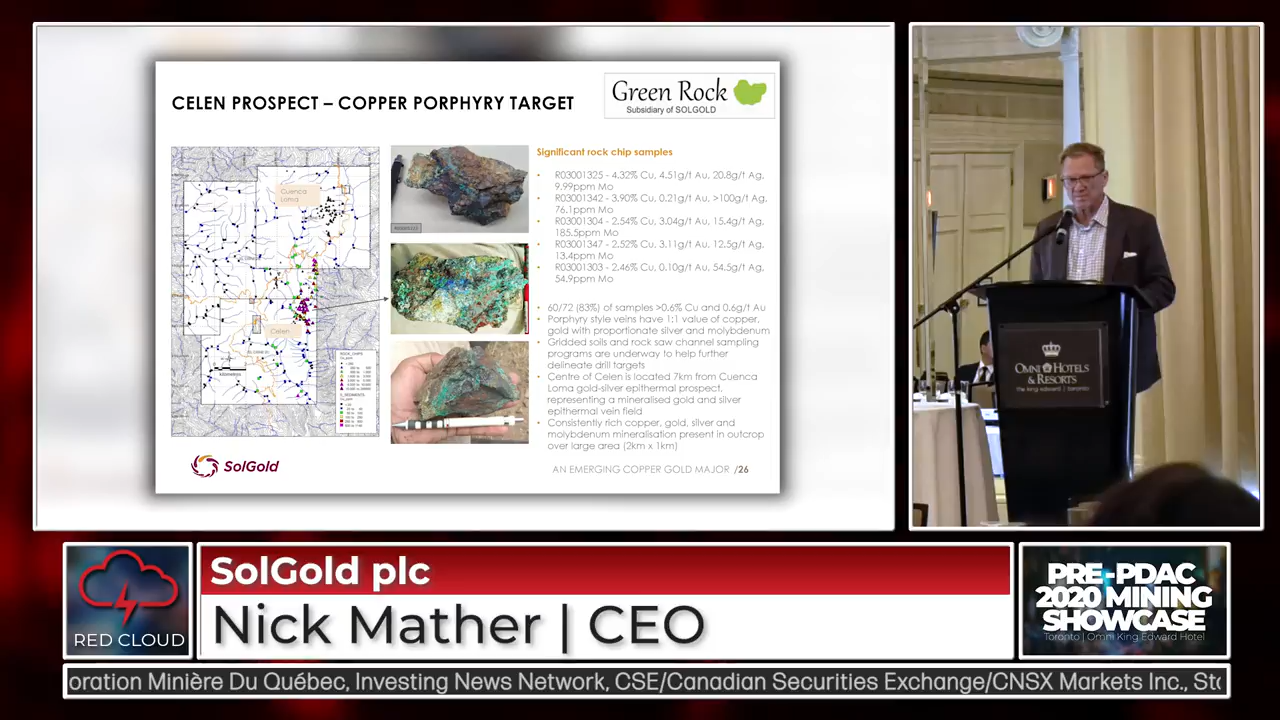 CELEN PROSPECT – COPPER PORPHYRY TARGET
Green Rock
Subsidiary of SOLGOLD
Cuenca
Loma
Celen
Significant rock chip samples
• R03001325 - 4.32% Cu, 4.51g/t Au, 20.8g/t Ag,
9.99ppm Mo
• R03001342 - 3.90% Cu, 0.21g/t Au, >100g/t Ag,
76.1ppm Mo
• R03001304 - 2.54% Cu, 3.04g/t Au, 15.4g/t Ag,
185.5ppm Mo
• R03001347 - 2.52% Cu, 3.11g/t Au, 12.5g/t Ag,
13.4ppm Mo
• R03001303 - 2.46% Cu, 0.10g/t Au, 54.5g/t Ag,
54.9ppm Mo
• 60/72 (83%) of samples >0.6% Cu and 0.6g/t Au
• Porphyry style veins have 1:1 value of copper,
gold with proportionate silver and molybdenum
• Gridded soils and rock saw channel sampling
programs are underway to help further
delineate drill targets
• Centre of Celen is located 7km from Cuenca
Loma gold-silver epithermal prospect,
representing a mineralised gold and silver
epithermal vein field
• Consistently rich copper, gold, silver and
molybdenum mineralisation present in outcrop
over large area (2km x 1km)
SolGold
AN EMERGING COPPER GOLD MAJOR /26
OMNI HOTELS
& RESORTS
the king edward | toronto
RED CLOUD
SolGold plc
Nick Mather | CEO
PRE-PDAC
2020 MINING
SHOWCASE
Toronto | Omni King Edward Hotel
oration Minière Du Québec, Investing News Network, CSE/Canadian Securities Exchange/CNSX Markets Inc., Sto